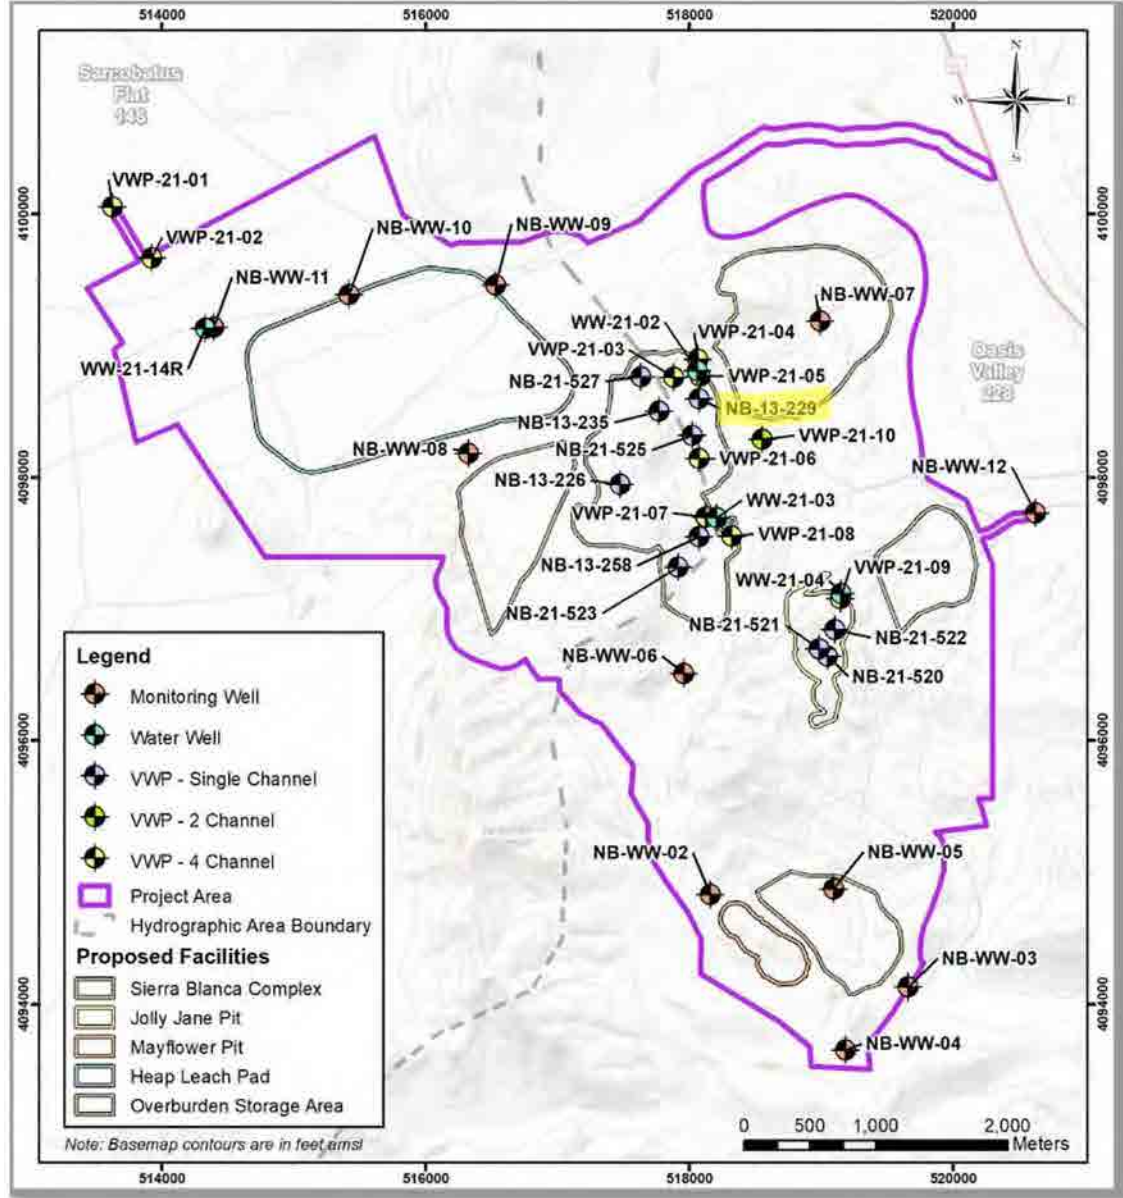 514000
516000
518000
520000
Sarcobatus
Flat
146
N
W
E
S
VWP-21-01
4100000
4100000
VWP-21-02
NB-WW-10
NB-WW-09
NB-WW-11
NB-WW-07
WW-21-02
VWP-21-04
VWP-21-03
Oasis
Valley
228
WW-21-14R
NB-21-527
VWP-21-05
NB-13-229
NB-13-235
NB-WW-08
NB-21-525
VWP-21-10
VWP-21-06
NB-WW-12
4098000
4098000
NB-13-226
WW-21-03
VWP-21-07
VWP-21-08
NB-13-258
VWP-21-09
WW-21-04
NB-21-523
NB-21-521
NB-21-522
NB-WW-06
NB-21-520
4096000
4096000
NB-WW-02
NB-WW-05
NB-WW-03
4094000
4094000
NB-WW-04
Legend
Monitoring Well
Water Well
VWP - Single Channel
VWP - 2 Channel
VWP - 4 Channel
Project Area
Hydrographic Area Boundary
Proposed Facilities
Sierra Blanca Complex
Jolly Jane Pit
Mayflower Pit
Heap Leach Pad
Overburden Storage Area
Note: Basemap contours are in feet amsl
0 500 1,000 2,000
Meters
514000
516000
518000
520000